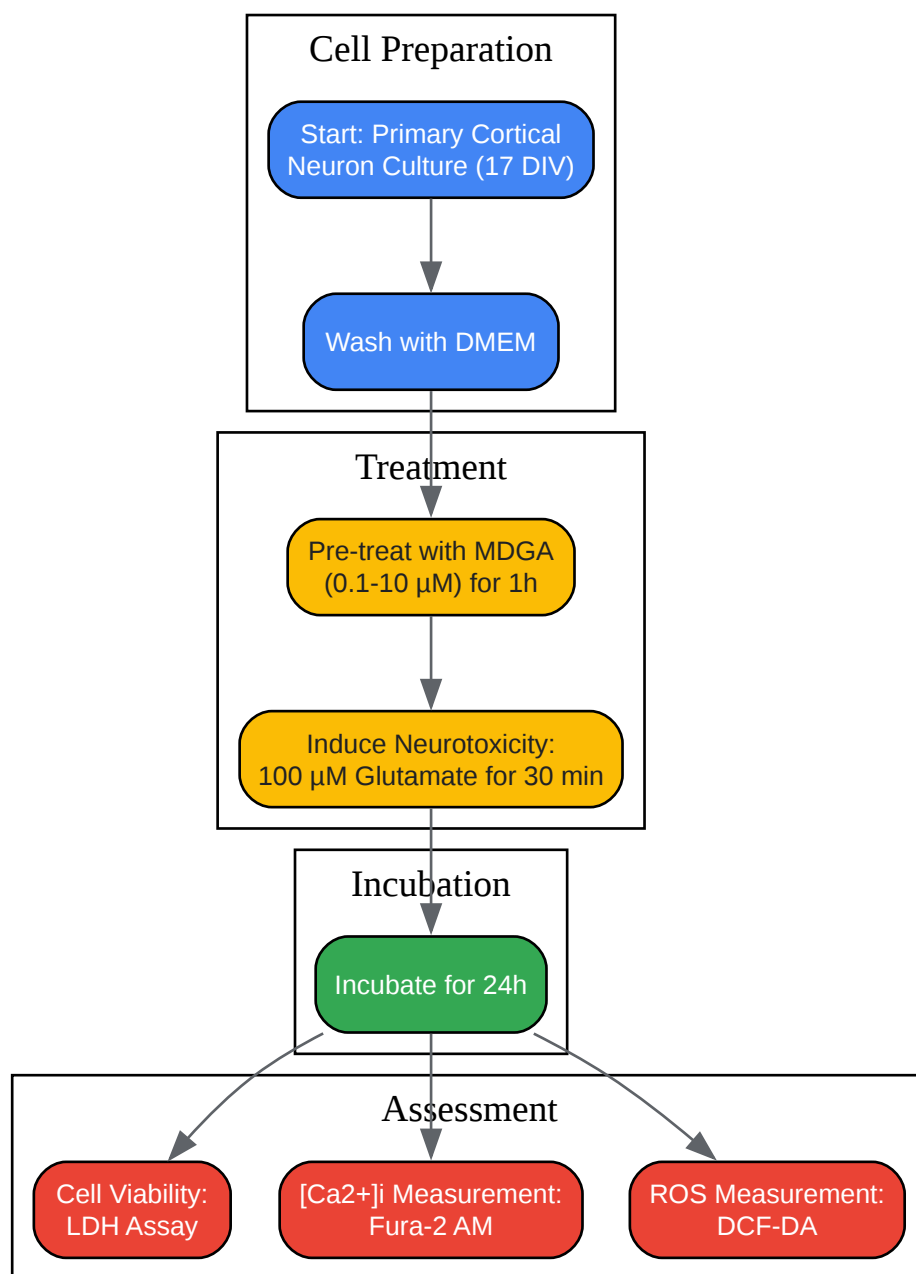 Cell Preparation
Start: Primary Cortical
Neuron Culture (17 DIV)
Wash with DMEM
Treatment
Pre-treat with MDGA
(0.1-10 µM) for 1h
Induce Neurotoxicity:
100 µM Glutamate for 30 min
Incubation
Incubate for 24h
Assessment
Cell Viability:
LDH Assay
[Ca2+]i Measurement:
Fura-2 AM
ROS Measurement:
DCF-DA